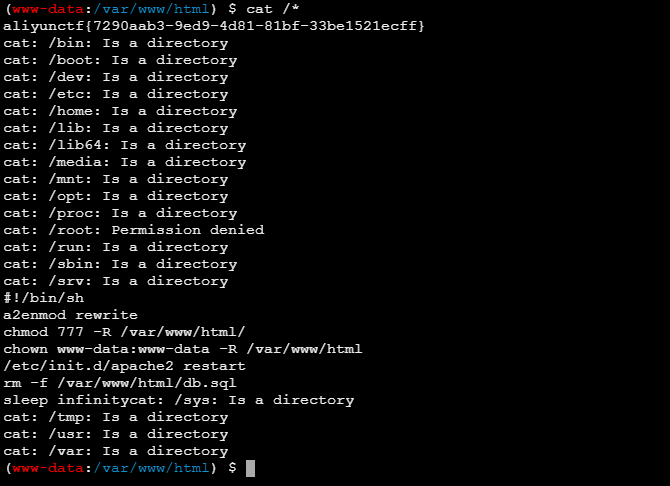 (www-data:/var/www/html) $ cat /*
aliyunctf{7290aab3-9ed9-4d81-81bf-33be1521ecff}
cat: /bin: Is a directory
cat: /boot: Is a directory
cat: /dev: Is a directory
cat: /etc: Is a directory
cat: /home: Is a directory
cat: /lib: Is a directory
cat: /lib64: Is a directory
cat: /media: Is a directory
cat: /mnt: Is a directory
cat: /opt: Is a directory
cat: /proc: Is a directory
cat: /root: Permission denied
cat: /run: Is a directory
cat: /sbin: Is a directory
cat: /srv: Is a directory
#!/bin/sh
a2enmod rewrite
chmod 777 -R /var/www/html/
chown www-data:www-data -R /var/www/html
/etc/init.d/apache2 restart
rm -f /var/www/html/db.sql
sleep infinitycat: /sys: Is a directory
cat: /tmp: Is a directory
cat: /usr: Is a directory
cat: /var: Is a directory
(www-data:/var/www/html) $